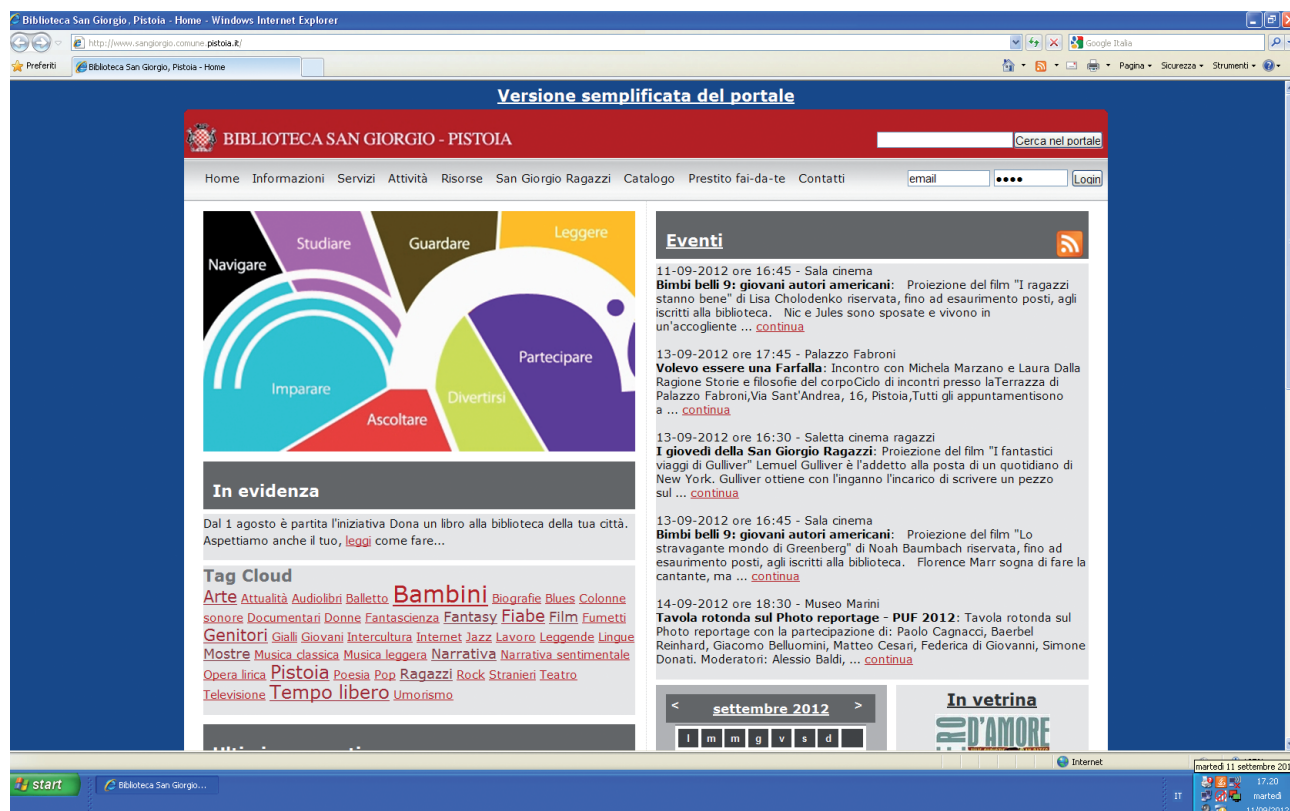 Biblioteca San Giorgio, Pistoia - Home - Windows Internet Explorer
http://www.sangiorgio.comune.pistoia.it/
Google Italia
Preferiti
Biblioteca San Giorgio, Pistoia - Home
Pagina
Sicurezza
Strumenti
Versione semplificata del portale
BIBLIOTECA SAN GIORGIO - PISTOIA
Cerca nel portale
Home Informazioni Servizi Attività Risorse San Giorgio Ragazzi Catalogo Prestito fai-da-te Contatti
email
Login
Navigare
Studiare
Guardare
Leggere
Imparare
Ascoltare
Divertirsi
Partecipare
In evidenza
Dal 1 agosto è partita l'iniziativa Dona un libro alla biblioteca della tua città.
Aspettiamo anche il tuo, leggi come fare...
Tag Cloud
Arte Attualità Audiolibri Balletto Bambini Biografie Blues Colonne
sonore Documentari Donne Fantascienza Fantasy Fiabe Film Fumetti
Genitori Gialli Giovani Intercultura Internet Jazz Lavoro Leggende Lingue
Mostre Musica classica Musica leggera Narrativa Narrativa sentimentale
Opera lirica Pistoia Poesia Pop Ragazzi Rock Stranieri Teatro
Televisione Tempo libero Umorismo
Eventi
11-09-2012 ore 16:45 - Sala cinema
Bimbi belli 9: giovani autori americani: Proiezione del film "I ragazzi
stanno bene" di Lisa Cholodenko riservata, fino ad esaurimento posti, agli
iscritti alla biblioteca. Nic e Jules sono sposate e vivono in
un'accogliente ... continua
13-09-2012 ore 17:45 - Palazzo Fabroni
Volevo essere una Farfalla: Incontro con Michela Marzano e Laura Dalla
Ragione Storie e filosofie del corpoCiclo di incontri presso laTerrazza di
Palazzo Fabroni,Via Sant'Andrea, 16, Pistoia,Tutti gli appuntamentisono
a ... continua
13-09-2012 ore 16:30 - Saletta cinema ragazzi
I giovedì della San Giorgio Ragazzi: Proiezione del film "I fantastici
viaggi di Gulliver" Lemuel Gulliver è l'addetto alla posta di un quotidiano di
New York. Gulliver ottiene con l'inganno l'incarico di scrivere un pezzo
sul ... continua
13-09-2012 ore 16:45 - Sala cinema
Bimbi belli 9: giovani autori americani: Proiezione del film "Lo
stravagante mondo di Greenberg" di Noah Baumbach riservata, fino ad
esaurimento posti, agli iscritti alla biblioteca. Florence Marr sogna di fare la
cantante, ma ... continua
14-09-2012 ore 18:30 - Museo Marini
Tavola rotonda sul Photo reportage - PUF 2012: Tavola rotonda sul
Photo reportage con la partecipazione di: Paolo Cagnacci, Baerbel
Reinhard, Giacomo Belluomini, Matteo Cesari, Federica di Giovanni, Simone
Donati. Moderatori: Alessio Baldi, ... continua
< settembre 2012 >
l m m g v s d
In vetrina
D'AMORE
Internet
martedì 11 settembre 201
start
Biblioteca San Giorgio...
IT
17.20
martedì
11/09/2012